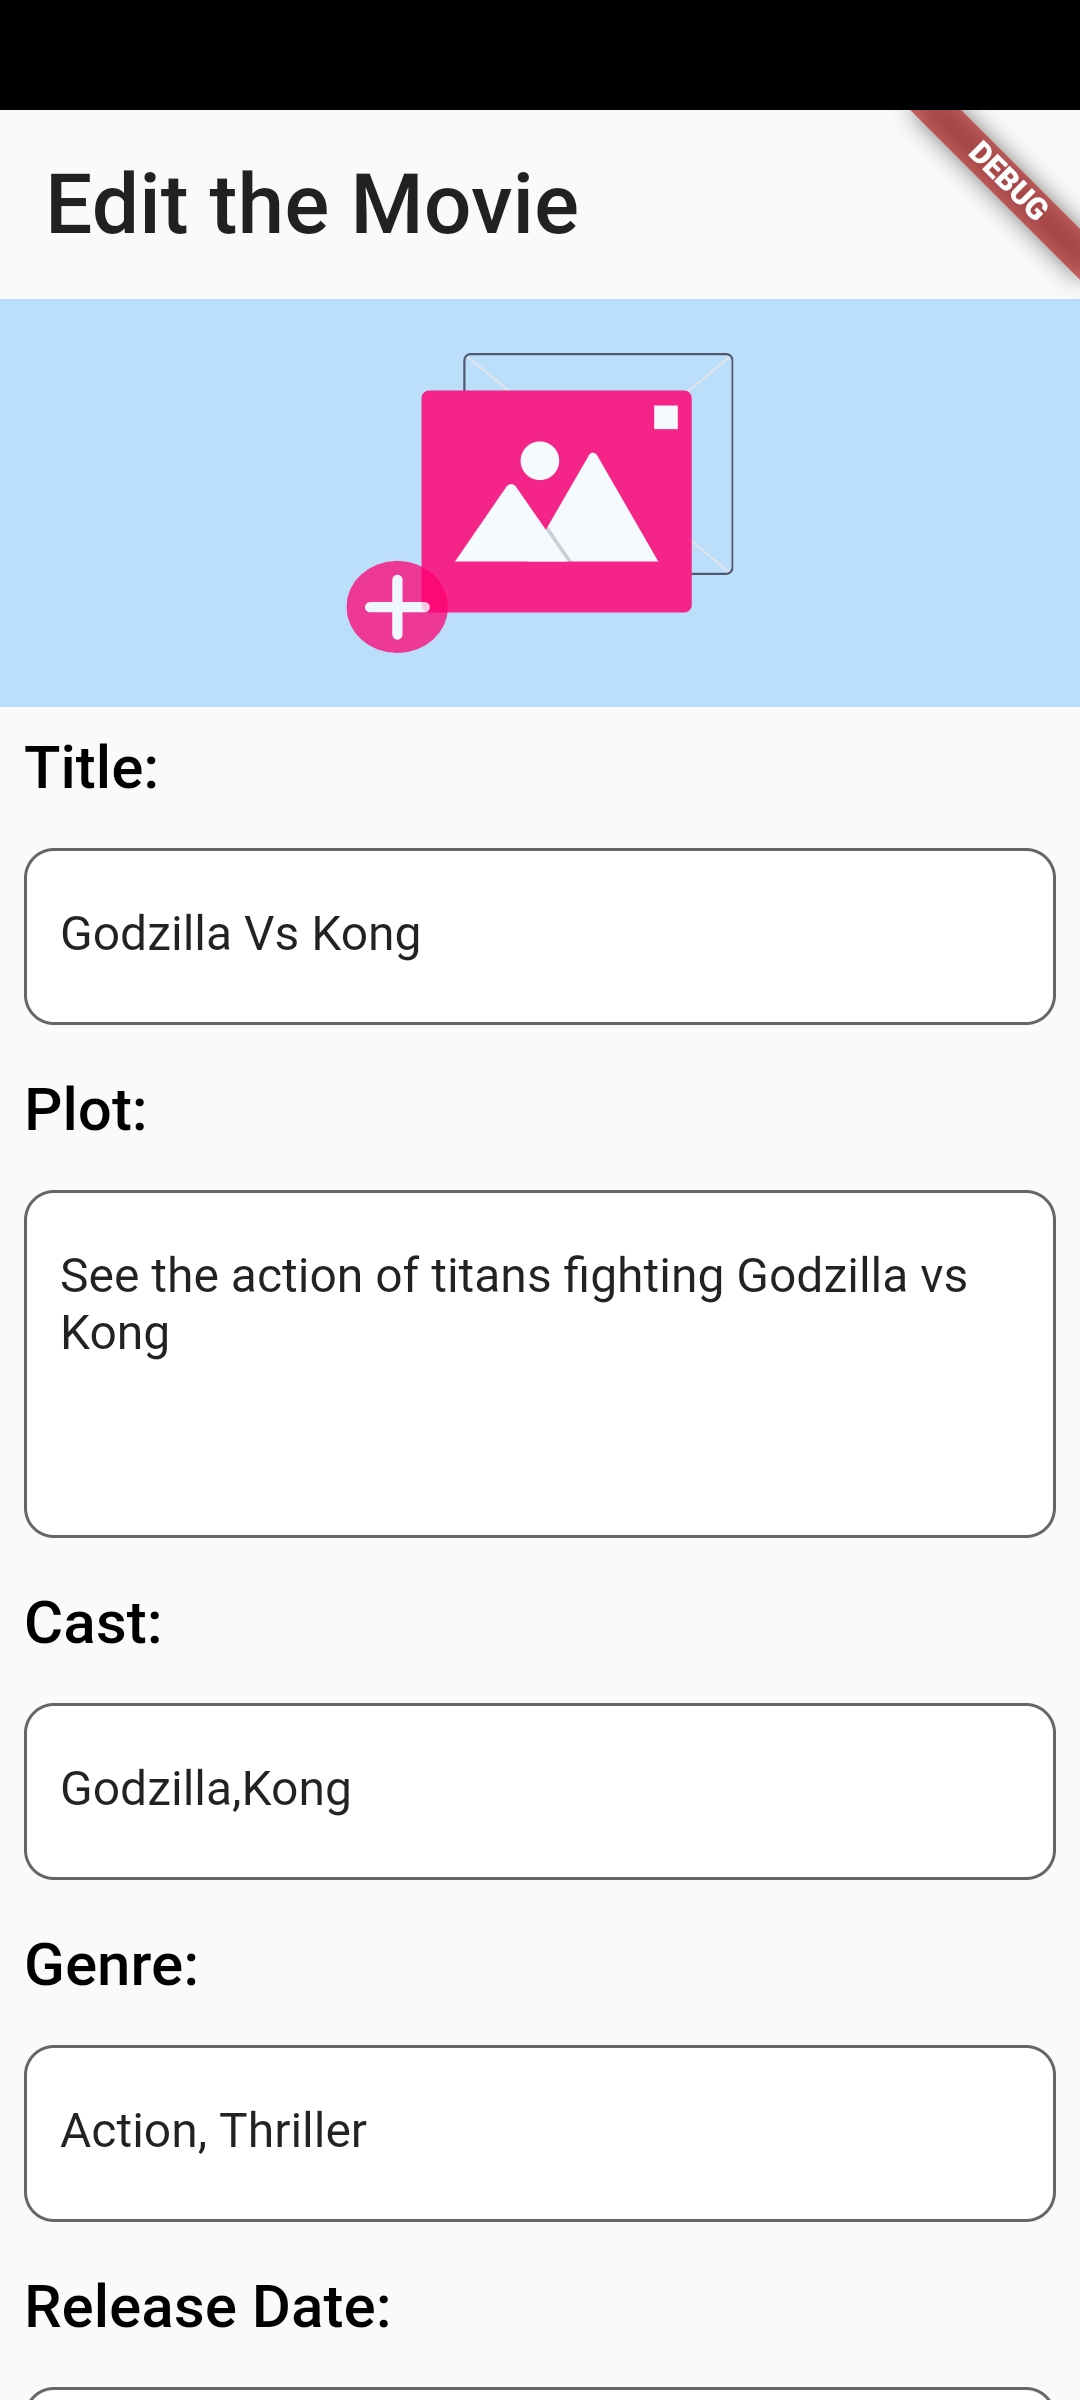 Edit the Movie
DEBUG
Title:
Godzilla Vs Kong
Plot:
See the action of titans fighting Godzilla vs
Kong
Cast:
Godzilla,Kong
Genre:
Action, Thriller
Release Date: